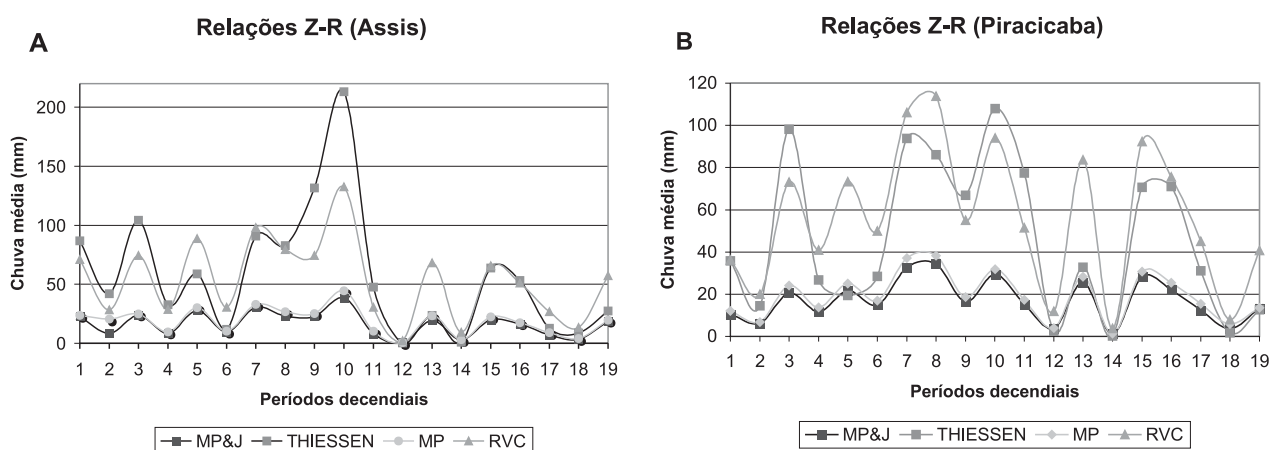 A
Relações Z-R (Assis)
Chuva média (mm)
200
150
100
50
0
1 2 3 4 5 6 7 8 9 10 11 12 13 14 15 16 17 18 19
Períodos decendiais
MP&J THIESSEN MP RVC
B
Relações Z-R (Piracicaba)
Chuva média (mm)
120
100
80
60
40
20
0
1 2 3 4 5 6 7 8 9 10 11 12 13 14 15 16 17 18 19
Períodos decendiais
MP&J THIESSEN MP RVC